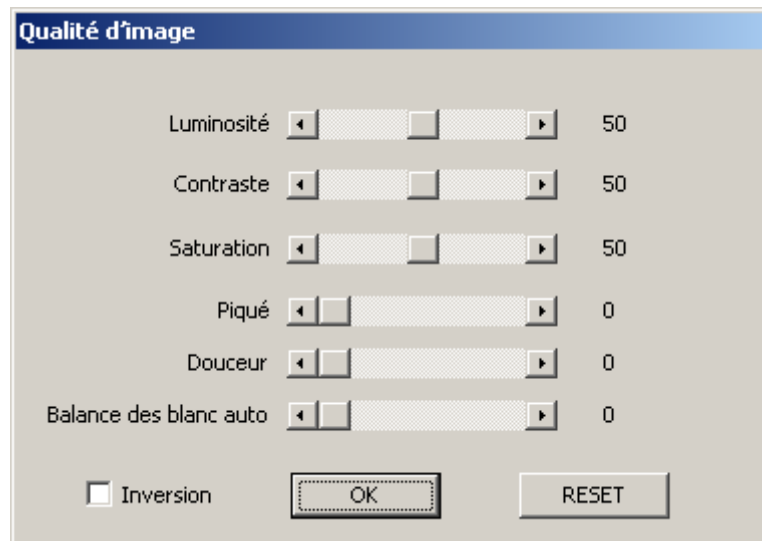 Qualité d'image
Luminosité 50
Contraste 50
Saturation 50
Piqué 0
Douceur 0
Balance des blanc auto 0
Inversion OK RESET